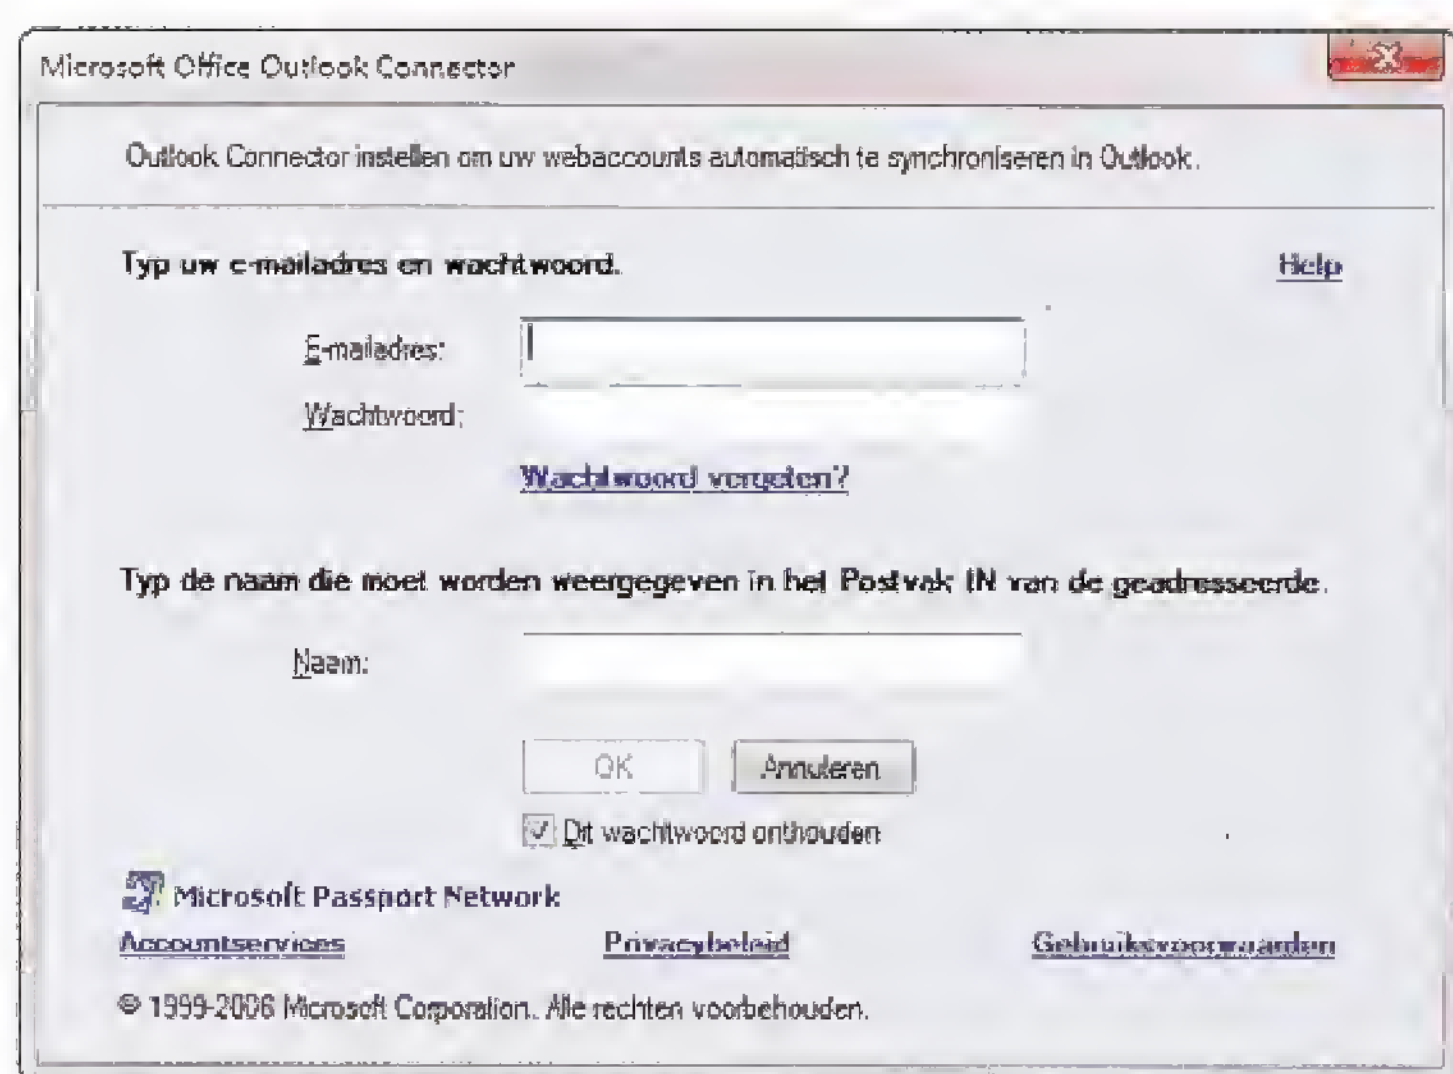 Microsoft Office Outlook Connector
Outlook Connector instellen om uw webaccounts automatisch te synchroniseren in Outlook.
Typ uw e-mailadres en wachtwoord. Help
E-mailadres:
Wachtwoord:
Wachtwoord vergeten?
Typ de naam die moet worden weergegeven in het Postvak IN van de geadresseerde.
Naam:
OK Annuleren
Dit wachtwoord onthouden
Microsoft Passport Network
Accountservices Privacybeleid Gebruiksvoorwaarden
© 1999-2006 Microsoft Corporation. Alle rechten voorbehouden.